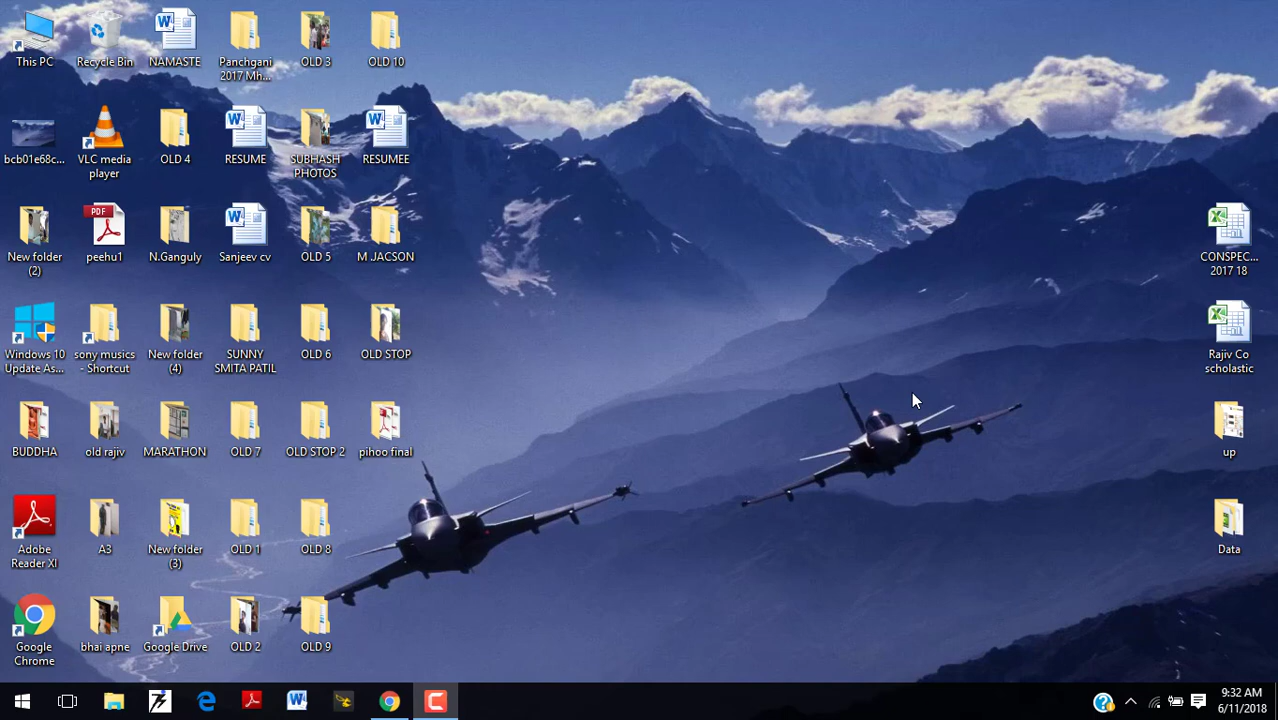 This PC
Recycle Bin
NAMASTE
Panchgani
2017 Mh...
OLD 3
OLD 10
bcb01e68c...
VLC media
player
OLD 4
RESUME
SUBHASH
PHOTOS
RESUMEE
New folder
(2)
PDF
peehu1
N.Ganguly
Sanjeev cv
OLD 5
M .JACSON
CONSPEC...
2017 18
Windows 10
Update As...
sony musics
- Shortcut
New folder
(4)
SUNNY
SMITA PATIL
OLD 6
OLD STOP
Rajiv Co
scholastic
BUDDHA
old rajiv
MARATHON
OLD 7
OLD STOP 2
pihoo final
up
Adobe
Reader XI
A3
New folder
(3)
OLD 1
OLD 8
Data
Google
Chrome
bhai apne
Google Drive
OLD 2
OLD 9
9:32 AM
6/11/2018